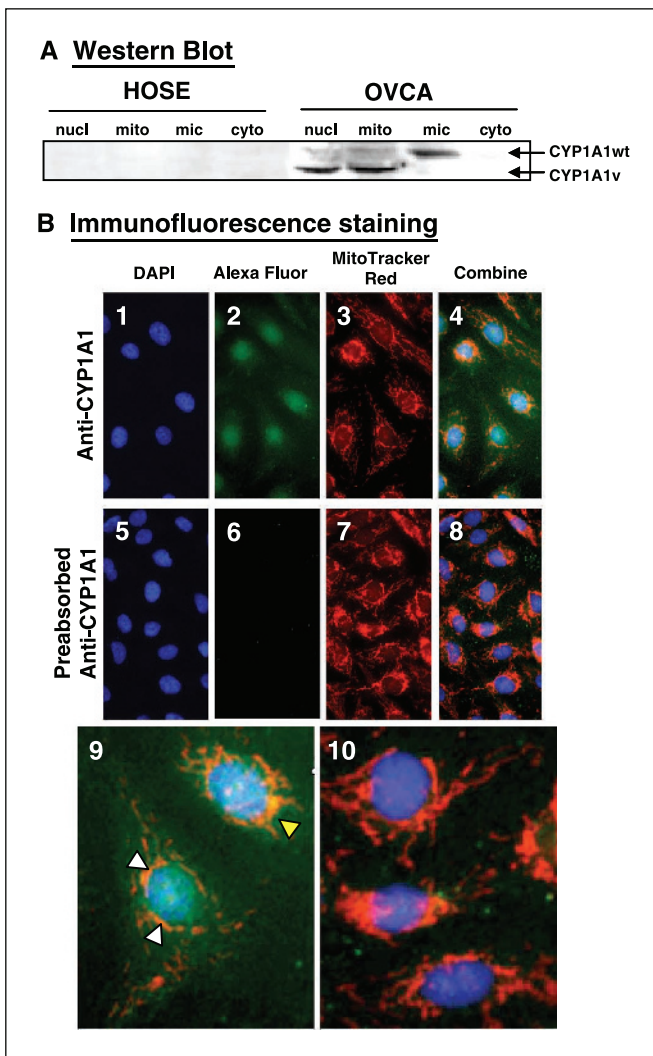 A Western Blot
HOSE OVCA
nucl mito mic cyto nucl mito mic cyto
CYP1A1wt
CYP1A1v
B Immunofluorescence staining
DAPI Alexa Fluor MitoTracker Red Combine
Anti-CYP1A1
1 2 3 4
Preabsorbed
Anti-CYP1A1
5 6 7 8
9 10